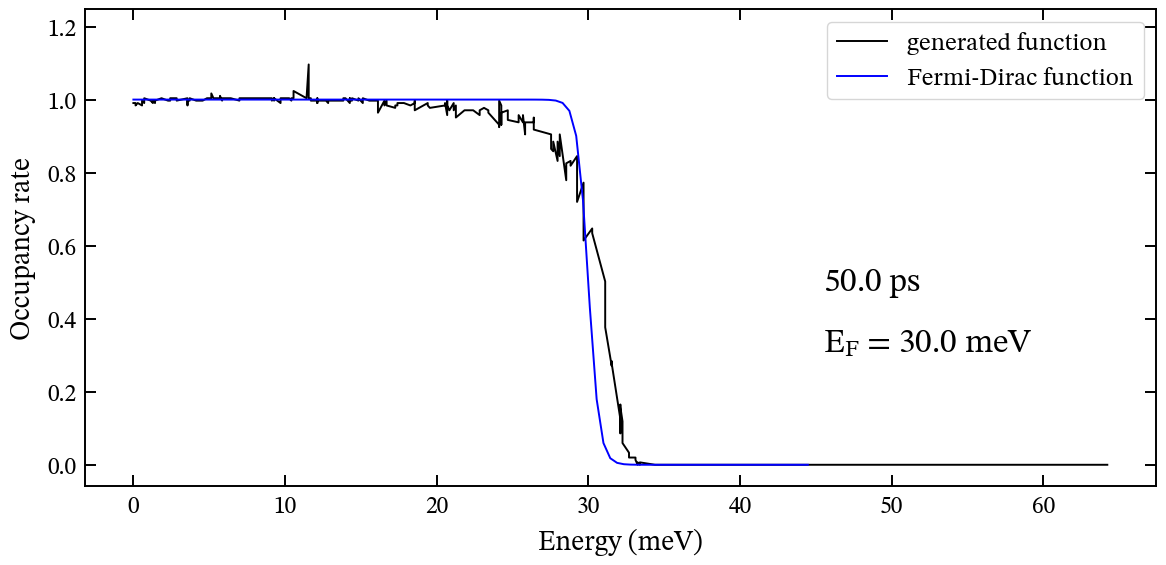 1.2
1.0
0.8
0.6
0.4
0.2
0.0
Occupancy rate
generated function
Fermi-Dirac function
50.0 ps
E_F = 30.0 meV
0 10 20 30 40 50 60
Energy (meV)